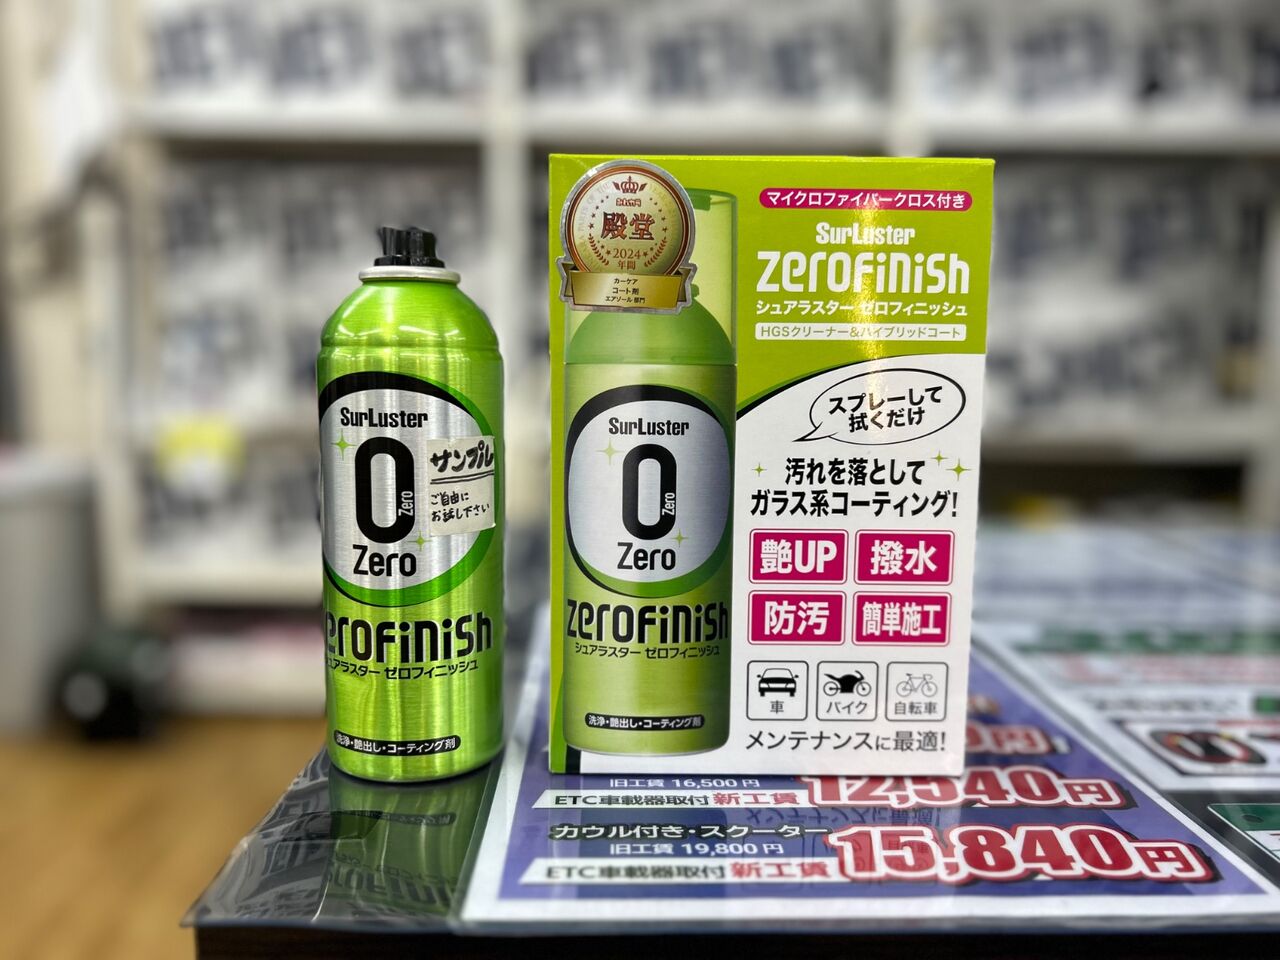 SurLuster
0
Zero
Zero
サンプル
ご自由に
お試し下さい
zeroFiNiSh
シュアラスター ゼロフィニッシュ
洗浄・艶出し・コーティング剤
殿堂
2024
年間
カーケア
コート剤
エアゾール部門
SurLuster
0
Zero
Zero
zeroFiNiSh
シュアラスター ゼロフィニッシュ
洗浄・艶出し・コーティング剤
マイクロファイバークロス付き
SurLuster
zeroFiNiSh
シュアラスター ゼロフィニッシュ
HGSクリーナー&ハイブリッドコート
スプレーして
拭くだけ
汚れを落として
ガラス系コーティング!
艶UP 撥水
防汚 簡単施工
車 バイク 自転車
メンテナンスに最適!
旧工賃 16,500円
ETC車載器取付 新工賃 12,540円
カウル付き・スクーター
旧工賃 19,800円
ETC車載器取付 新工賃 15,840円